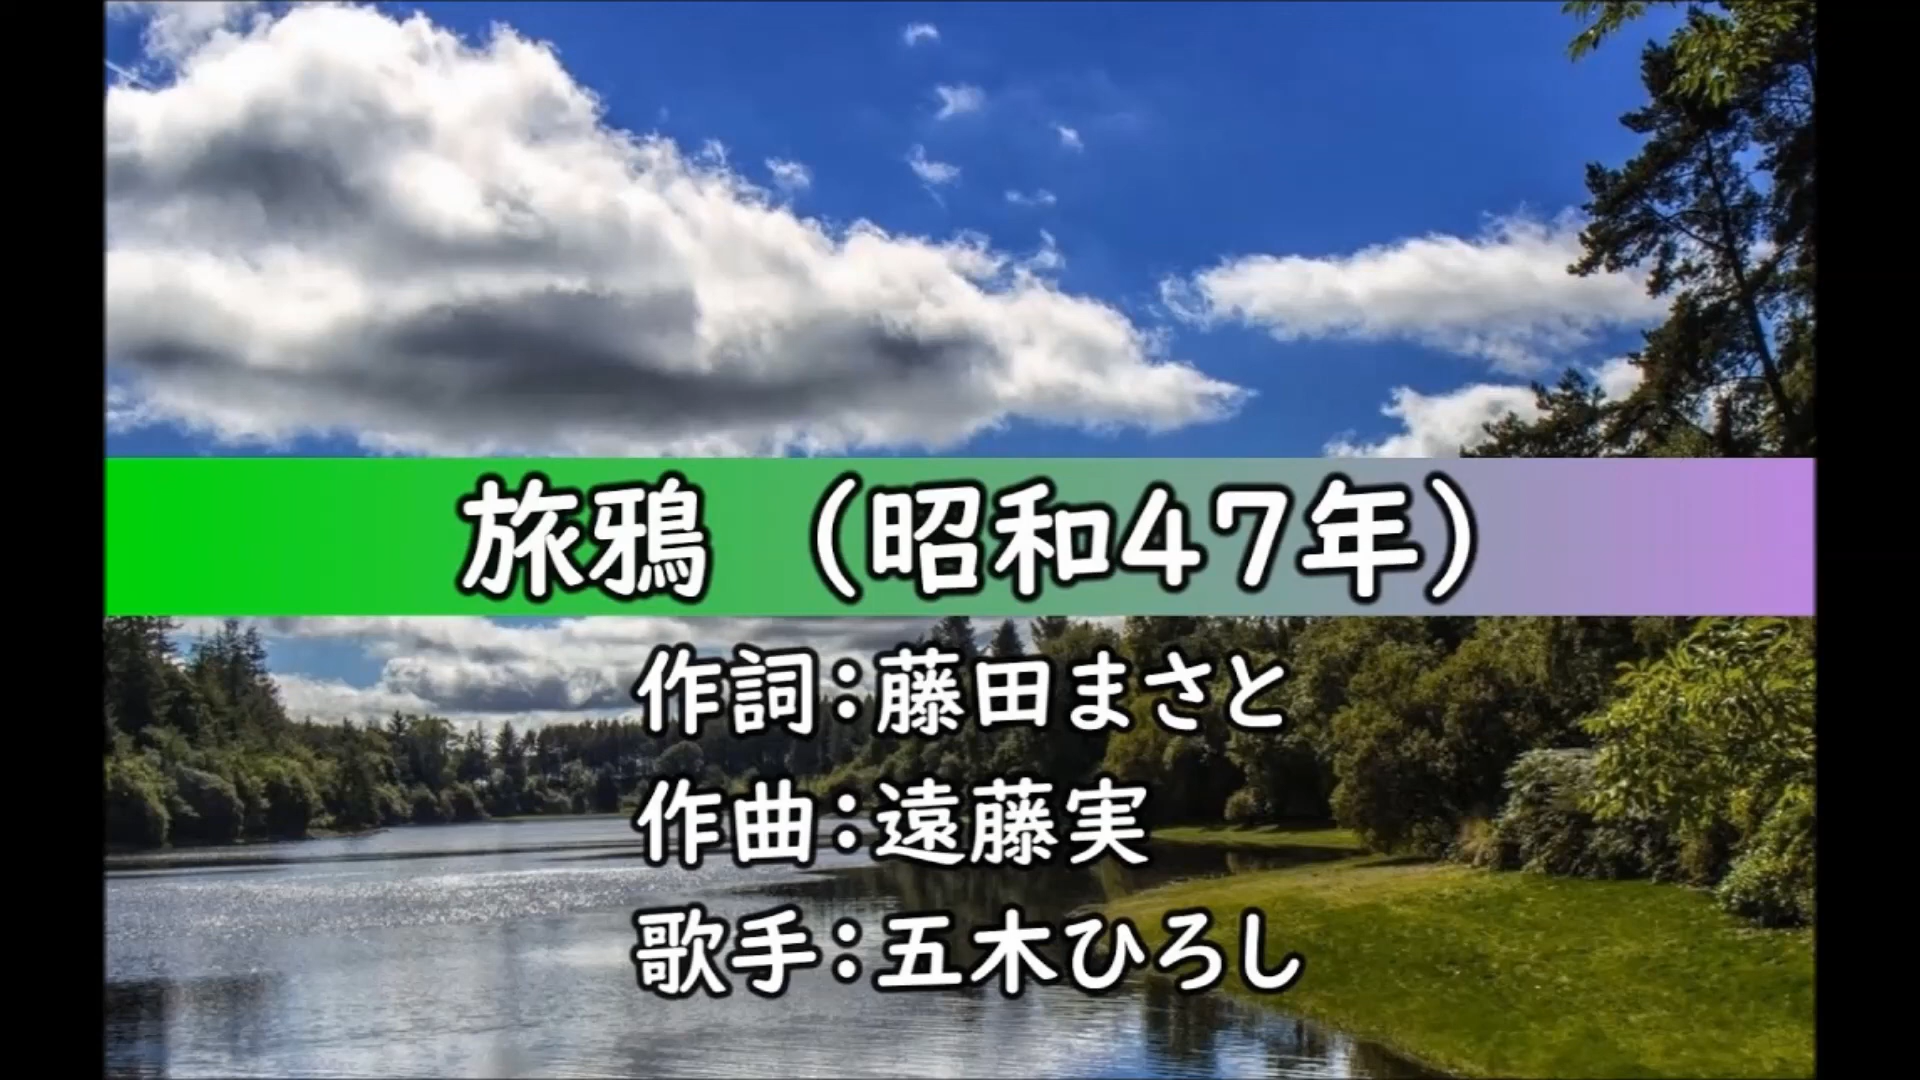 旅鴉 （昭和47年）
作詞：藤田まさと
作曲：遠藤実
歌手：五木ひろし